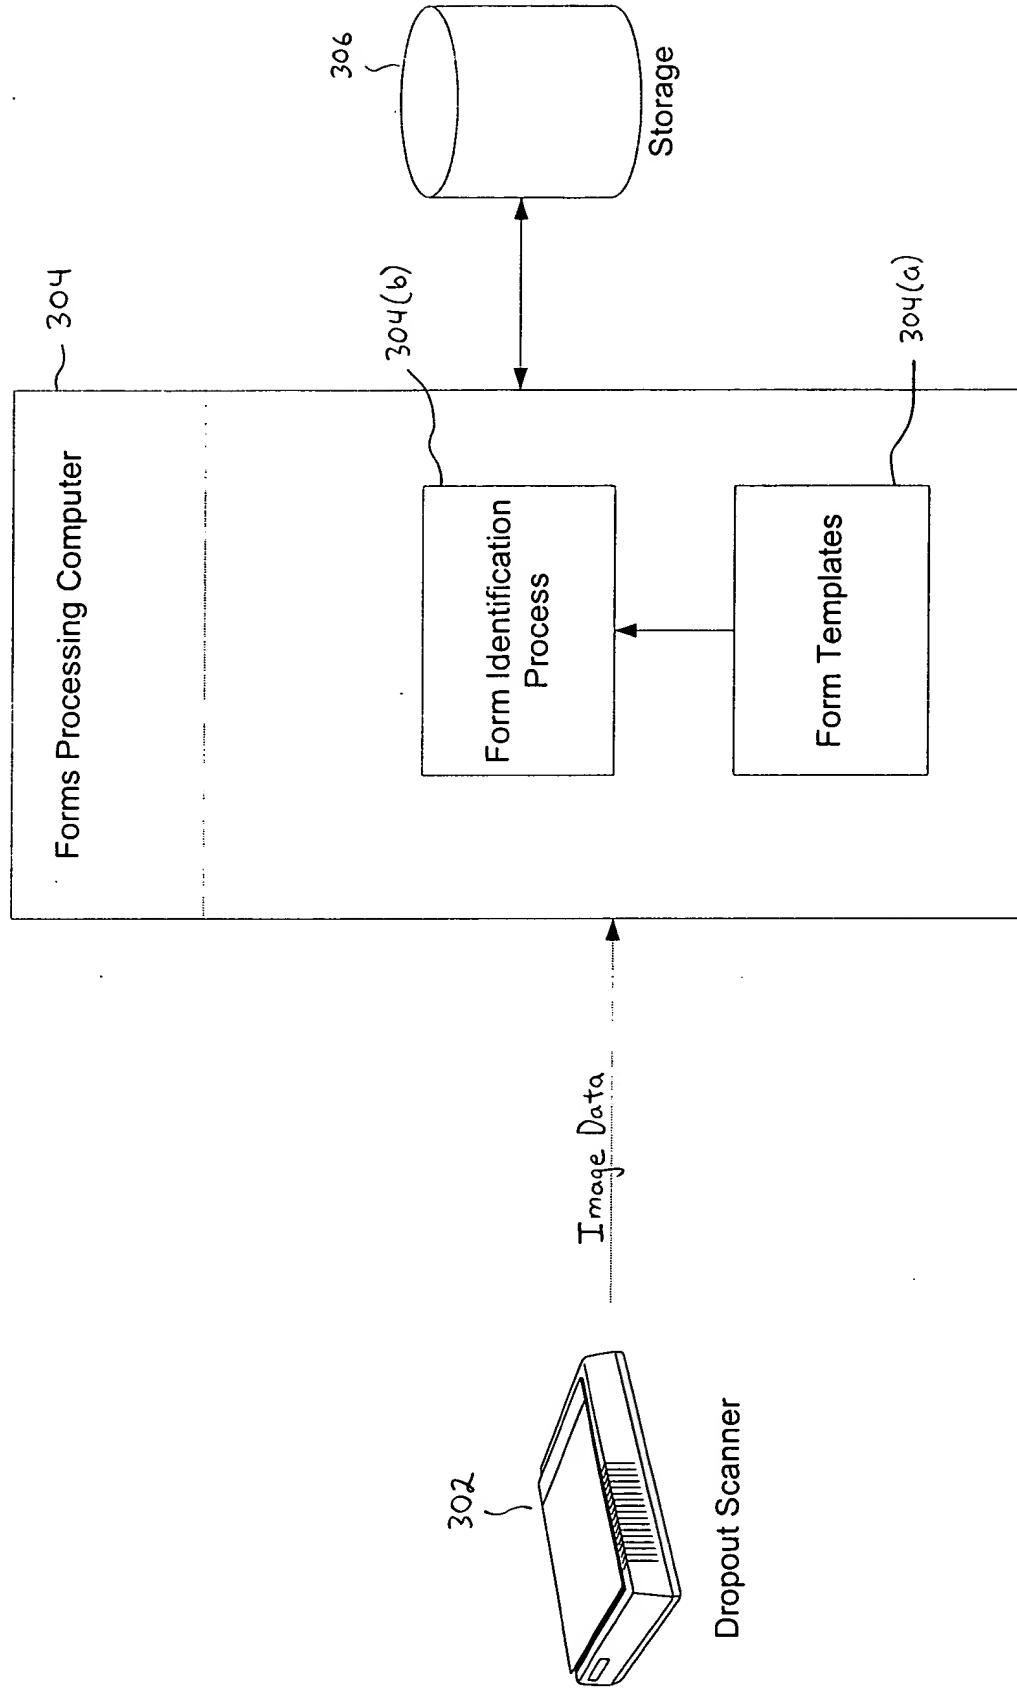 Forms Processing Computer
304
306
Storage
304(b)
Form Identification
Process
302
Image Data
Form Templates
304(a)
Dropout Scanner